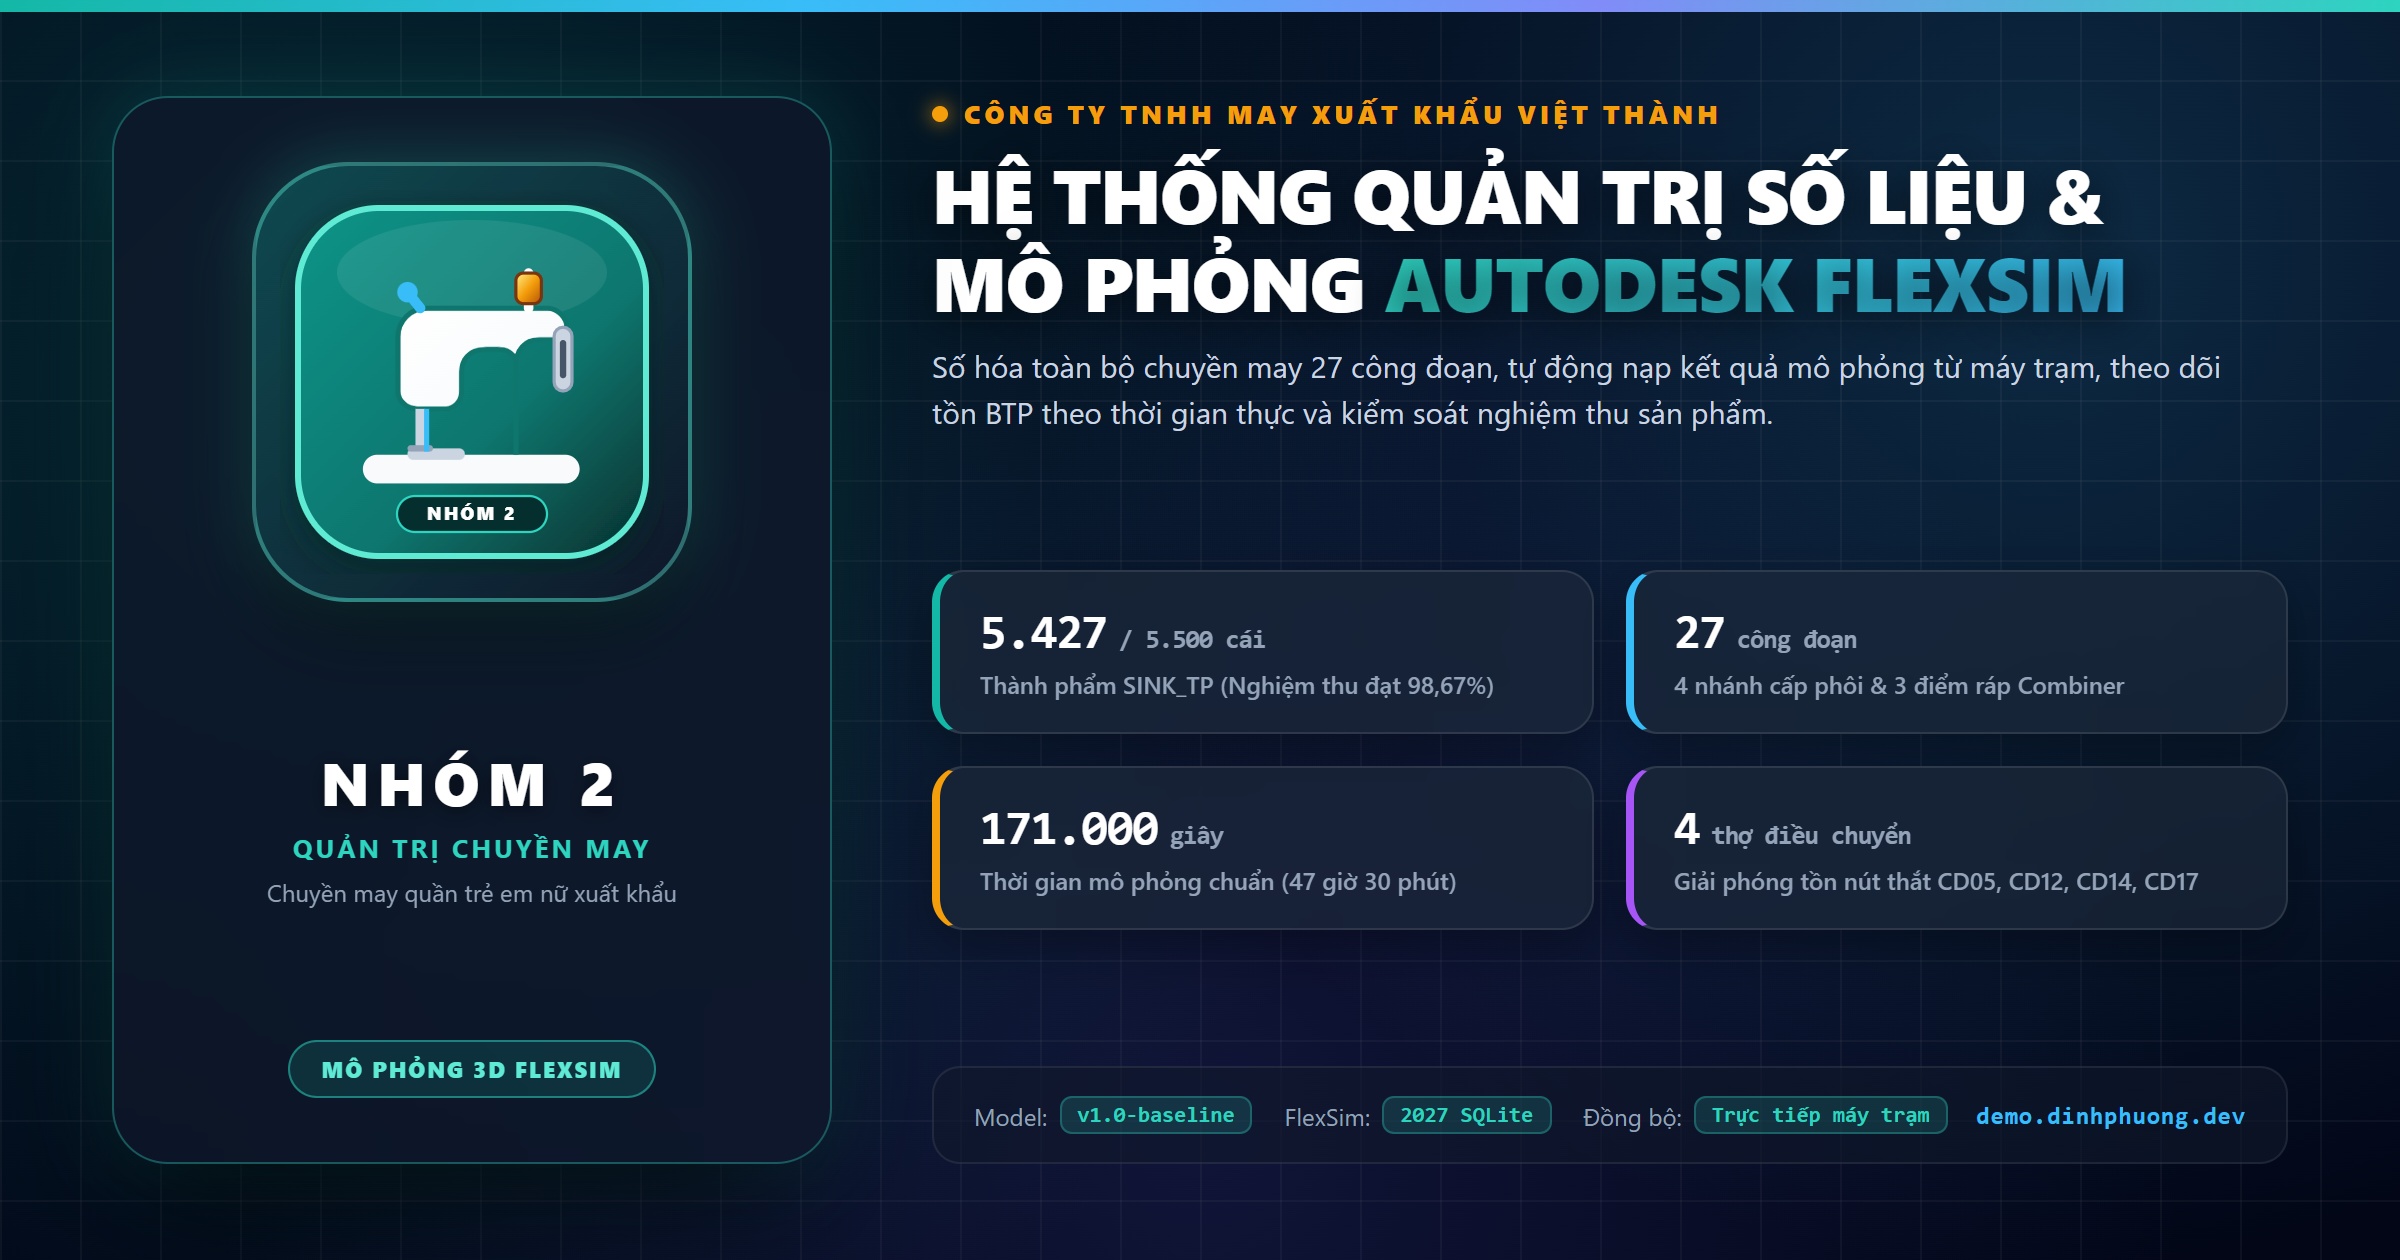 NHÓM 2
NHÓM 2
QUẢN TRỊ CHUYỀN MAY
Chuyền may quần trẻ em nữ xuất khẩu
MÔ PHỎNG 3D FLEXSIM
CÔNG TY TNHH MAY XUẤT KHẨU VIỆT THÀNH
HỆ THỐNG QUẢN TRỊ SỐ LIỆU &
MÔ PHỎNG AUTODESK FLEXSIM
Số hóa toàn bộ chuyền may 27 công đoạn, tự động nạp kết quả mô phỏng từ máy trạm, theo dõi
tồn BTP theo thời gian thực và kiểm soát nghiệm thu sản phẩm.
5.427 / 5.500 cái
Thành phẩm SINK_TP (Nghiệm thu đạt 98,67%)
27 công đoạn
4 nhánh cấp phôi & 3 điểm ráp Combiner
171.000 giây
Thời gian mô phỏng chuẩn (47 giờ 30 phút)
4 thợ điều chuyển
Giải phóng tồn nút thắt CD05, CD12, CD14, CD17
Model: v1.0-baseline FlexSim: 2027 SQLite Đồng bộ: Trực tiếp máy trạm demo.dinhphuong.dev